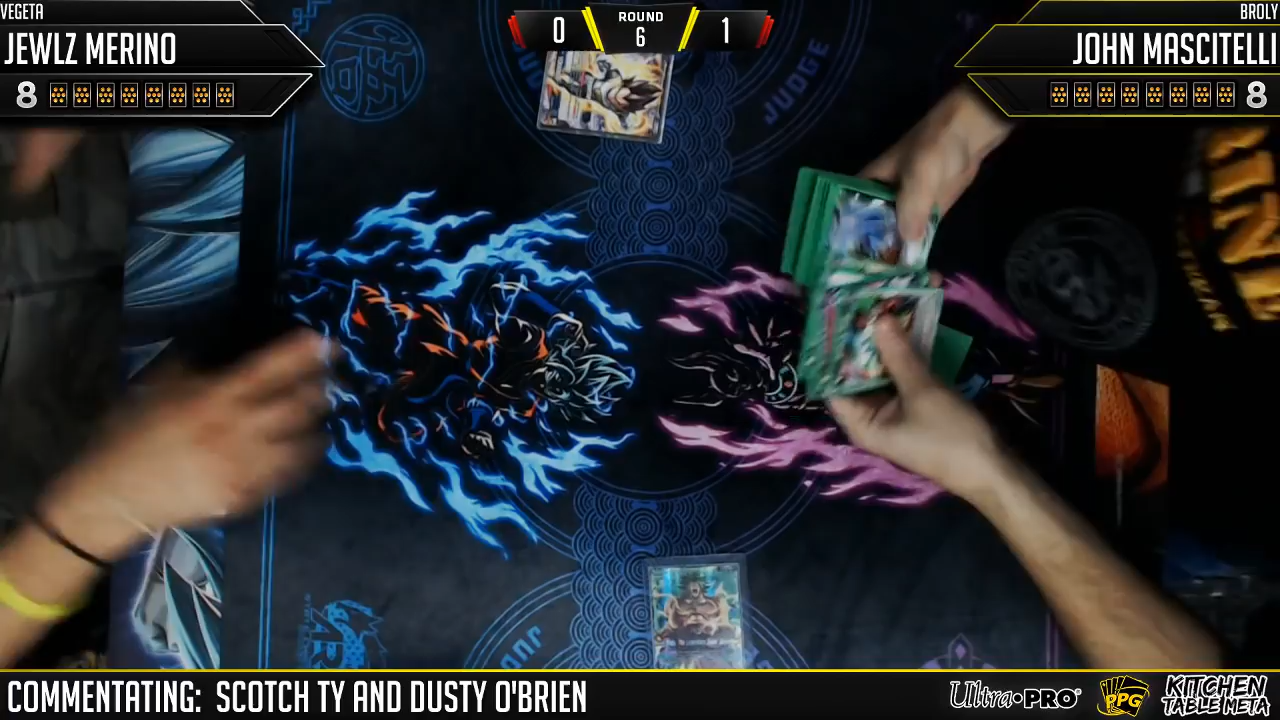 VEGETA
JEWLZ MERINO
8
0
ROUND
6
1
BROLY
JOHN MASCITELLI
8
JUDGE
COMMENTATING: SCOTCH TY AND DUSTY O'BRIEN
Ultra•PRO
PPG
KITCHEN
TABLE META